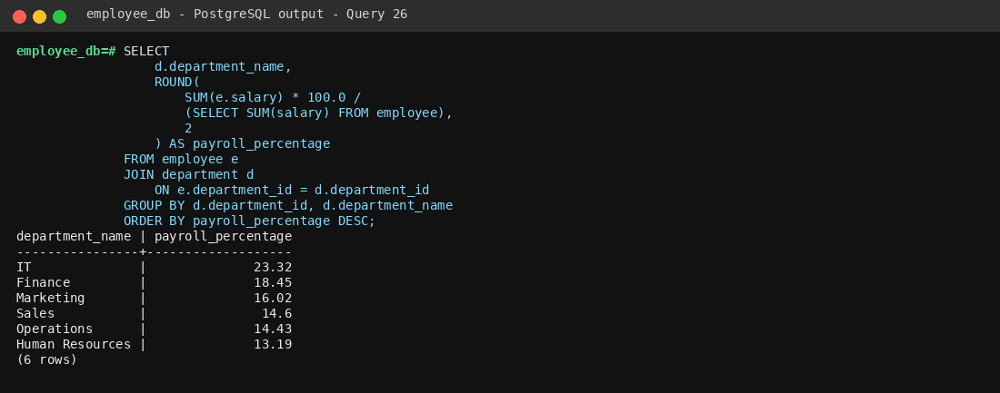 employee_db - PostgreSQL output - Query 26
employee_db=# SELECT
                  d.department_name,
                  ROUND(
                      SUM(e.salary) * 100.0 /
                      (SELECT SUM(salary) FROM employee),
                      2
                  ) AS payroll_percentage
              FROM employee e
              JOIN department d
                  ON e.department_id = d.department_id
              GROUP BY d.department_id, d.department_name
              ORDER BY payroll_percentage DESC;
department_name | payroll_percentage
----------------+-------------------
IT              |              23.32
Finance         |              18.45
Marketing       |              16.02
Sales           |               14.6
Operations      |              14.43
Human Resources |              13.19
(6 rows)